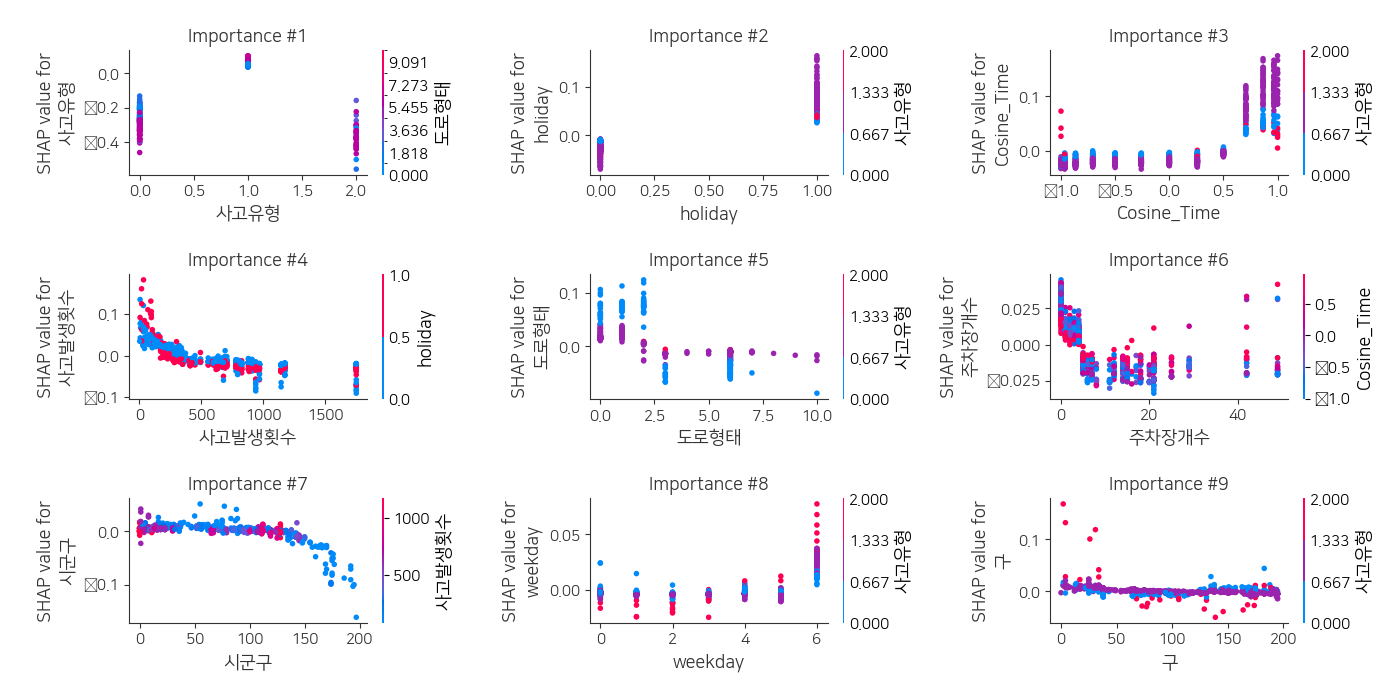 Importance #1
SHAP value for
사고유형
0.0
0.2
0.4
0.0
0.5
1.0
1.5
2.0
사고유형
9.091
7.273
5.455
3.636
1.818
0.000
도로형태
Importance #2
SHAP value for
holiday
0.1
0.0
0.00
0.25
0.50
0.75
1.00
holiday
2.000
1.333
0.667
0.000
사고유형
Importance #3
SHAP value for
Cosine_Time
0.1
0.0
1.0
0.5
0.0
0.5
1.0
Cosine_Time
2.000
1.333
0.667
0.000
사고유형
Importance #4
SHAP value for
사고발생횟수
0.1
0.0
0.1
0
500
1000
1500
사고발생횟수
1.0
0.5
0.0
holiday
Importance #5
SHAP value for
도로형태
0.1
0.0
0.0
2.5
5.0
7.5
10.0
도로형태
2.000
1.333
0.667
0.000
사고유형
Importance #6
SHAP value for
주차장개수
0.025
0.000
0.025
0
20
40
주차장개수
0.5
0.0
0.5
1.0
Cosine_Time
Importance #7
SHAP value for
시군구
0.0
0.1
0
50
100
150
200
시군구
1000
500
사고발생횟수
Importance #8
SHAP value for
weekday
0.05
0.00
0
2
4
6
weekday
2.000
1.333
0.667
0.000
사고유형
Importance #9
SHAP value for
구
0.1
0.0
0
50
100
150
200
구
2.000
1.333
0.667
0.000
사고유형